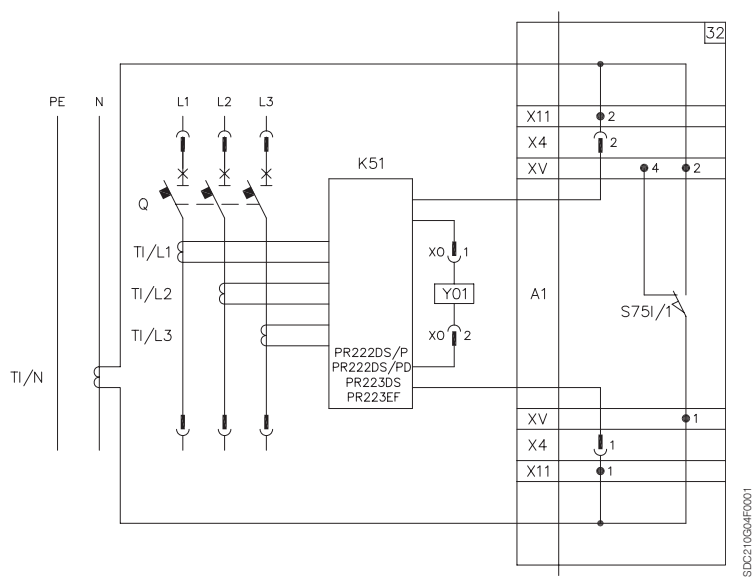 32
PE N L1 L2 L3
X11 2
X4 2
K51
XV 4 2
Q
TI/L1
X0 1
TI/L2
Y01
A1
S75I/1
TI/L3
X0 2
PR222DS/P
PR222DS/PD
PR223DS
PR223EF
TI/N
XV 1
X4 1
X11 1
SDC210G04F0001